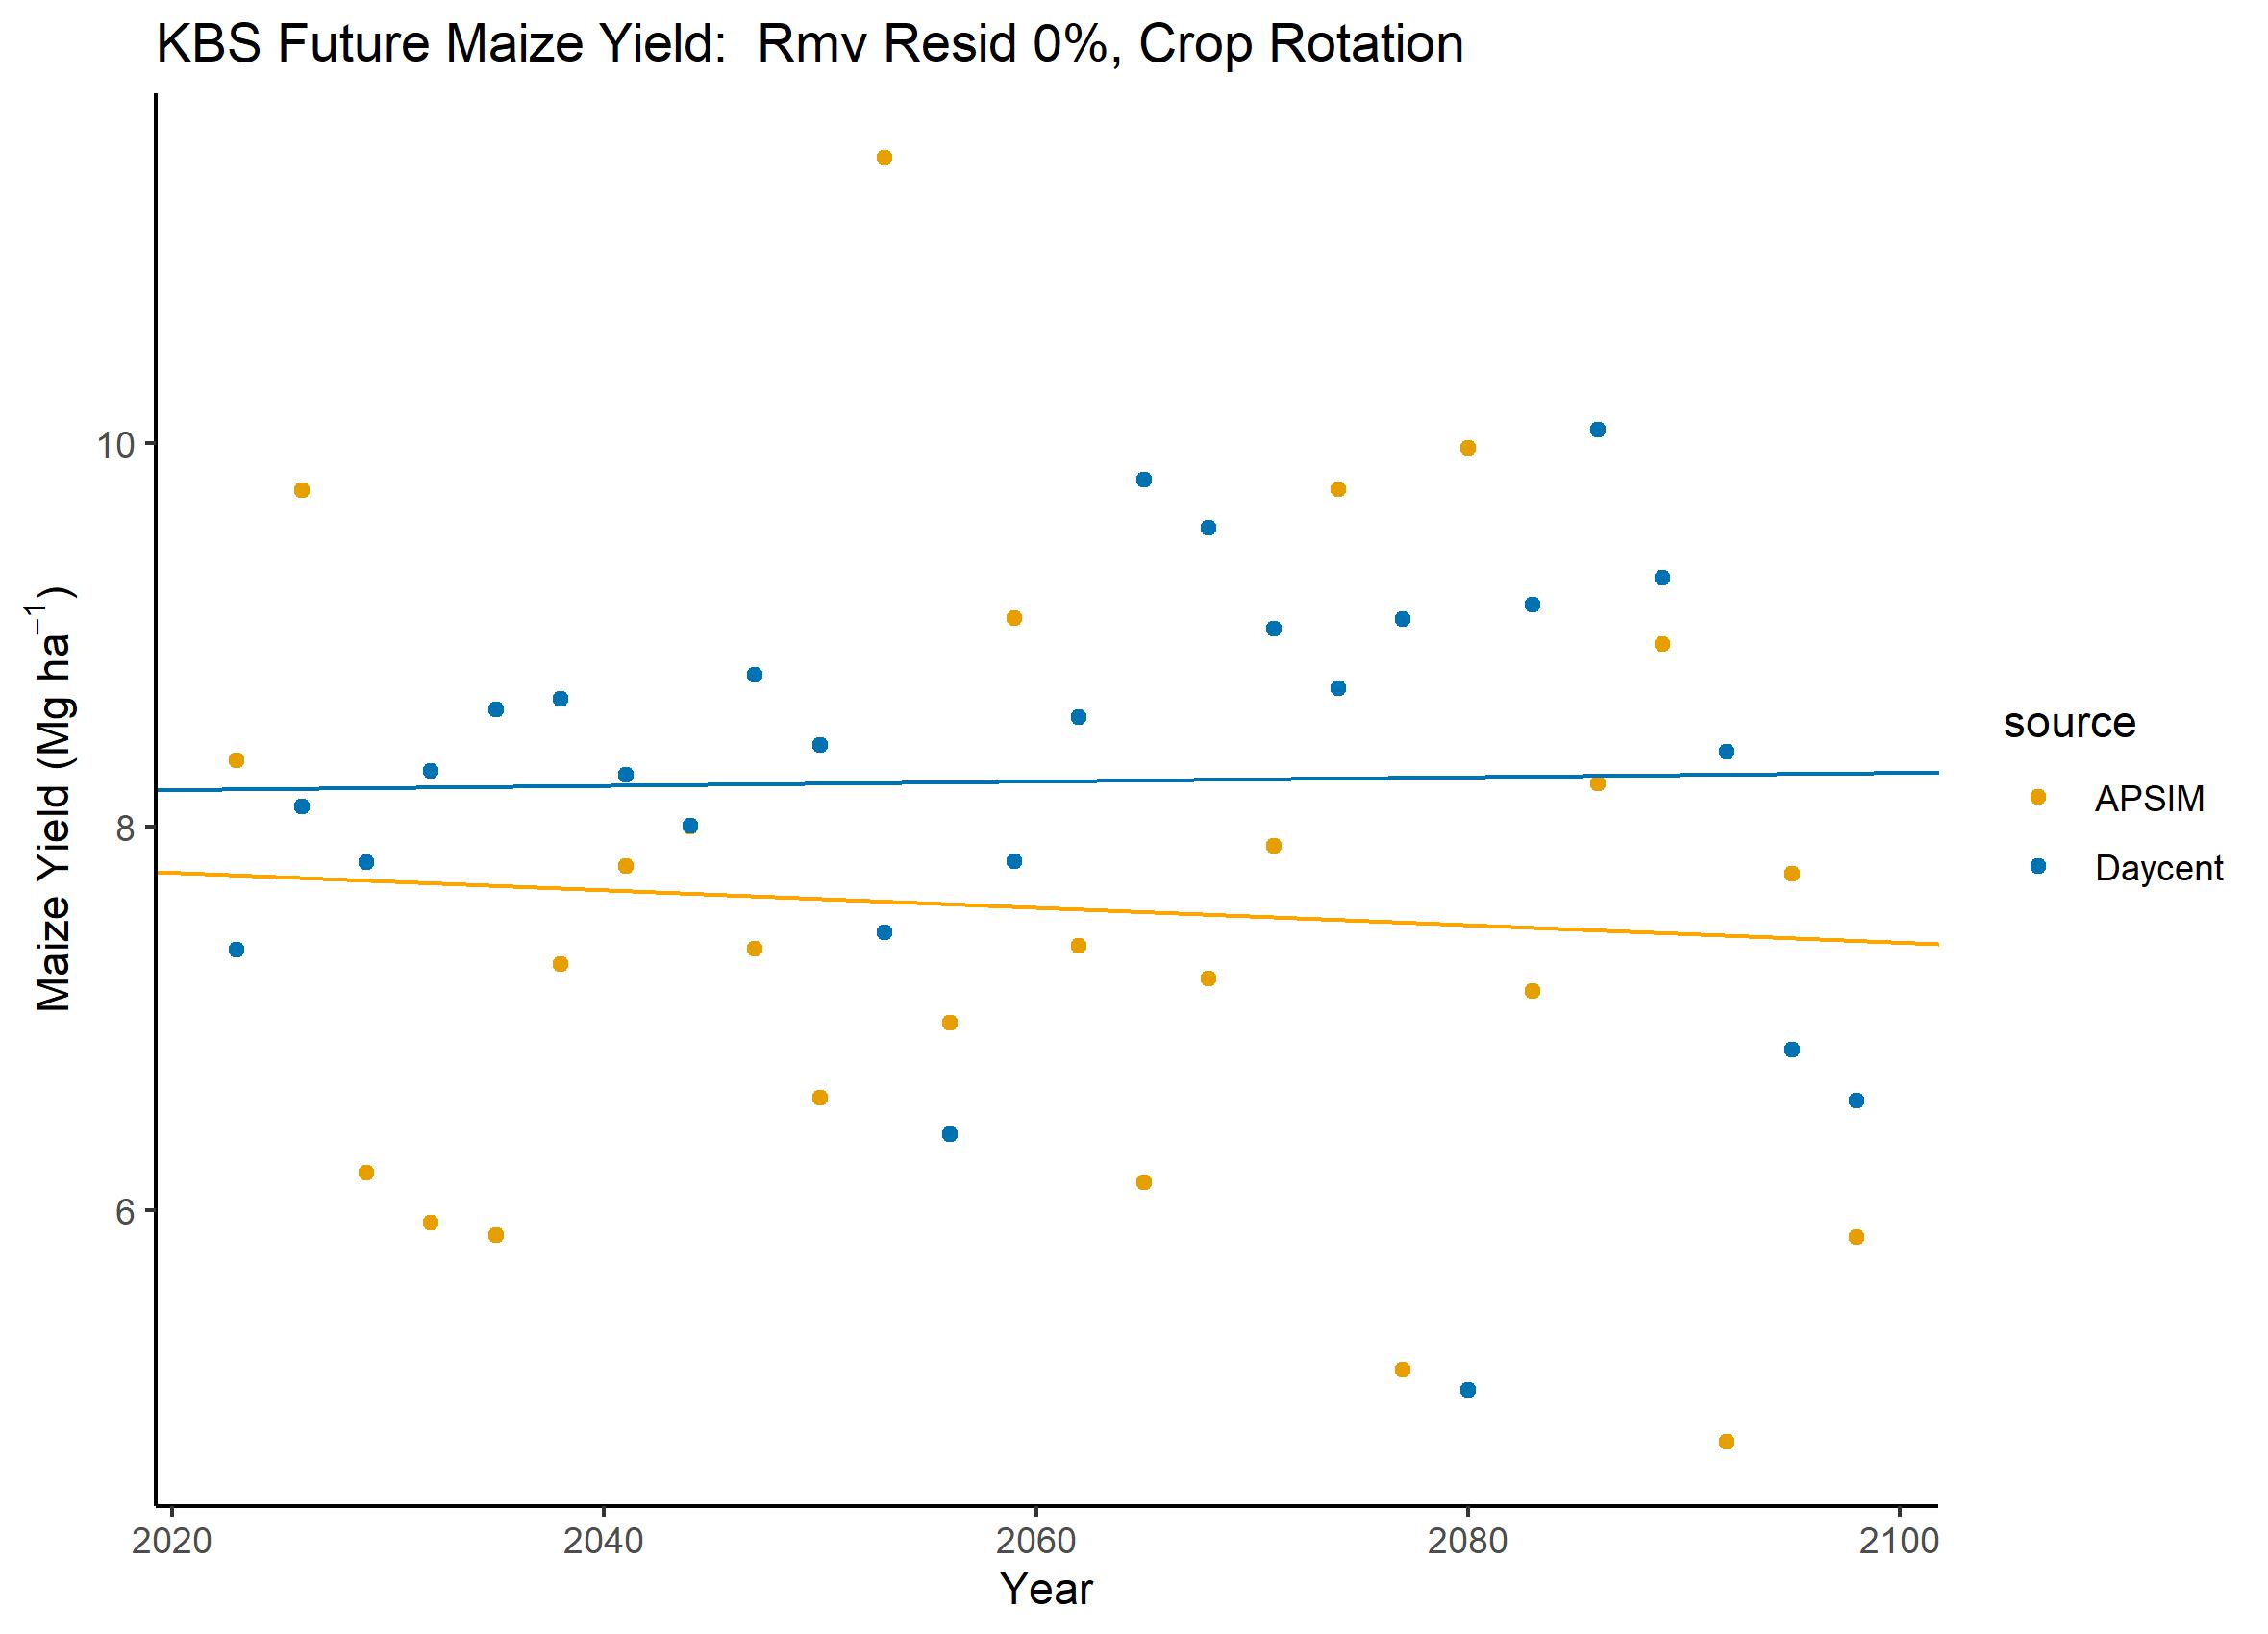 KBS Future Maize Yield:  Rmv Resid 0%, Crop Rotation
Maize Yield (Mg ha⁻¹)
10
8
6
2020 2040 2060 2080 2100
Year
source
APSIM
Daycent